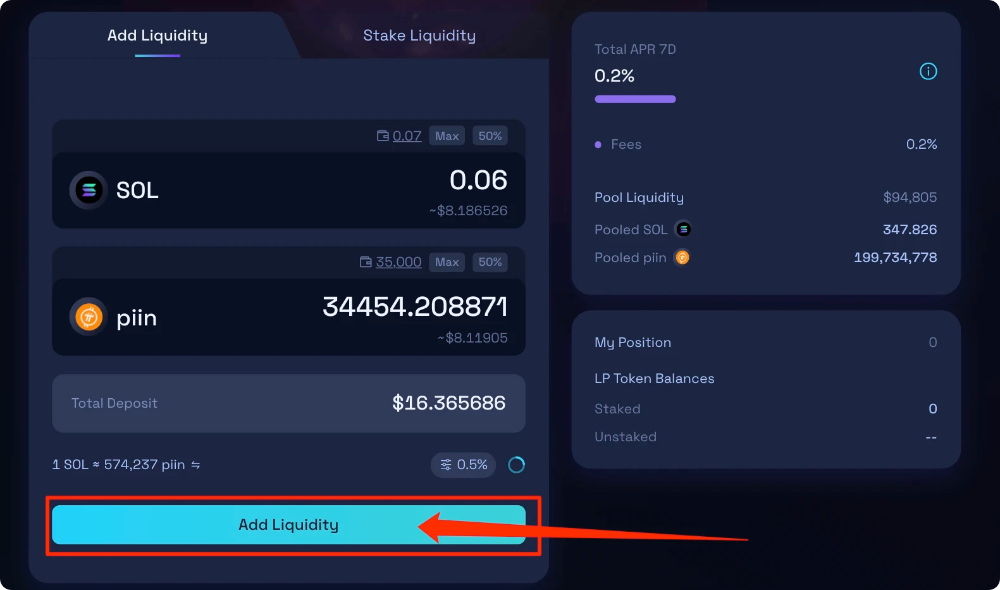 Add Liquidity
Stake Liquidity
0.07 Max 50%
SOL
0.06
~$8.186526
35,000 Max 50%
piin
34454.208871
~$8.11905
Total Deposit
$16.365686
1 SOL ≈ 574,237 piin ⇋
0.5%
Add Liquidity
Total APR 7D
0.2%
Fees 0.2%
Pool Liquidity $94,805
Pooled SOL 347.826
Pooled piin 199,734,778
My Position 0
LP Token Balances
Staked 0
Unstaked --